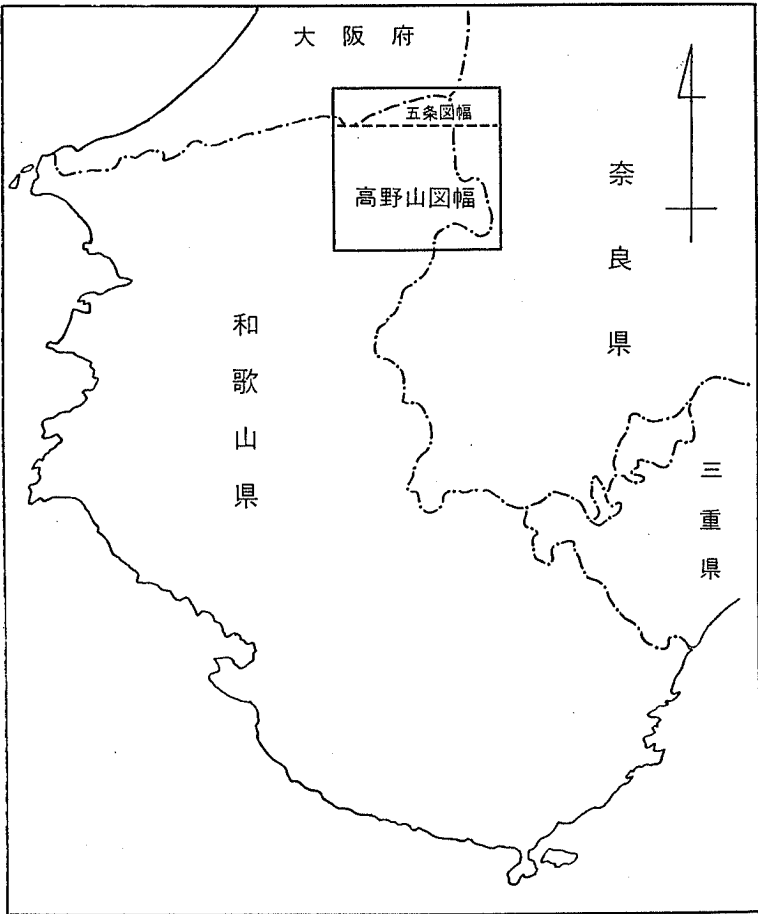 大阪府
五条図幅
高野山図幅
奈良県
和歌山県
三重県